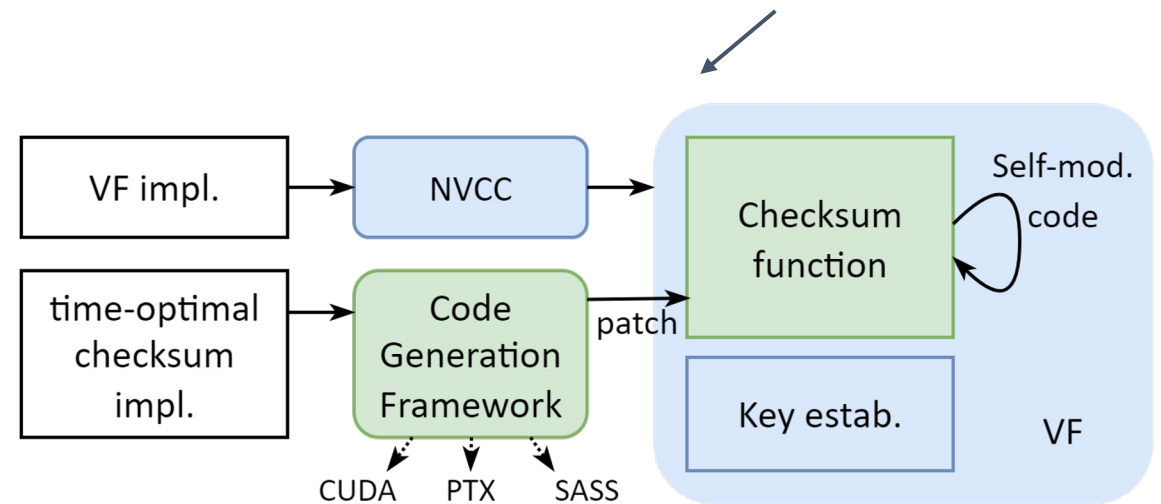 VF impl.
NVCC
Self-mod.
code
Checksum
function
time-optimal
checksum
impl.
Code
Generation
Framework
patch
Key estab.
VF
CUDA
PTX
SASS